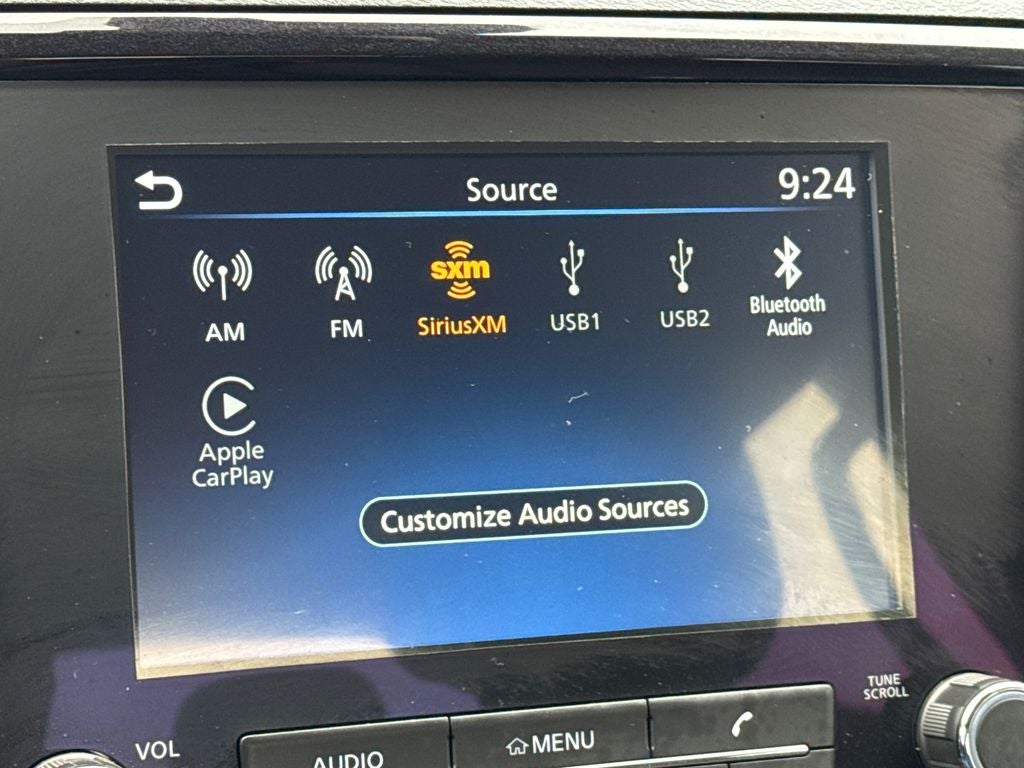 Source
9:24
AM
FM
sxm
SiriusXM
USB1
USB2
Bluetooth
Audio
Apple
CarPlay
Customize Audio Sources
TUNE
SCROLL
VOL
AUDIO
MENU